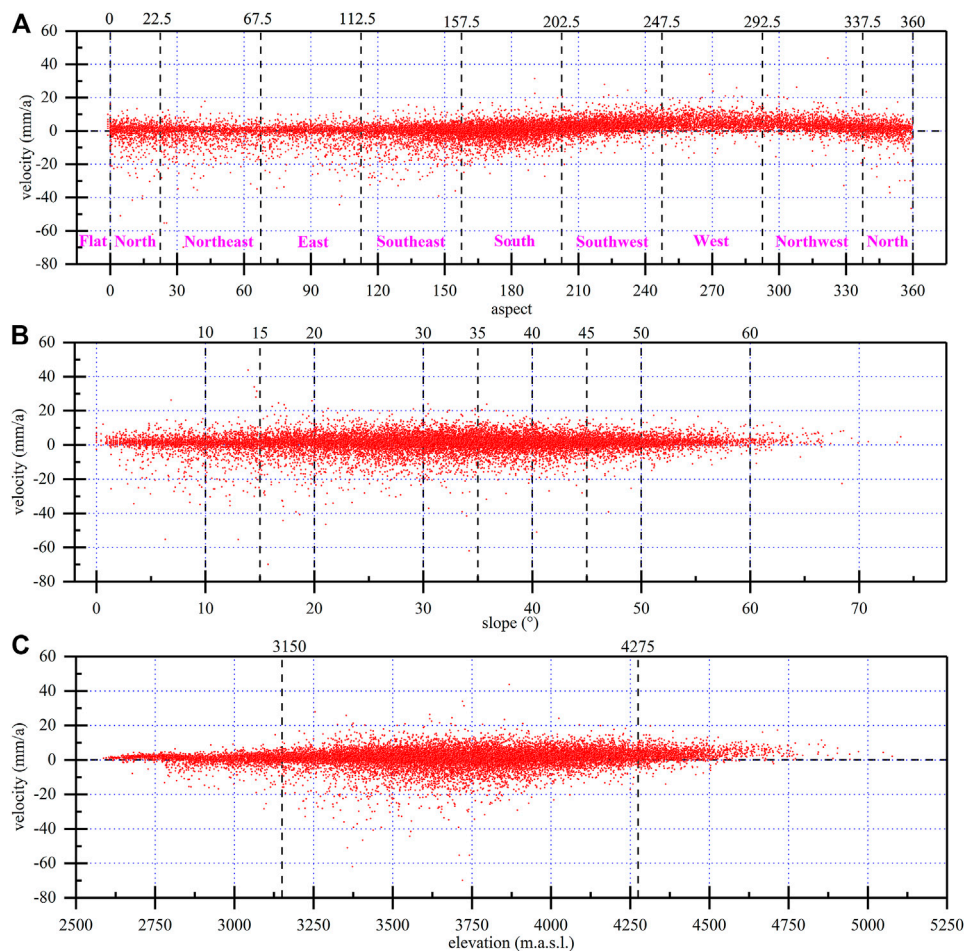 A
0 22.5 67.5 112.5 157.5 202.5 247.5 292.5 337.5 360
60
40
20
0
-20
-40
-60
-80
velocity (mm/a)
Flat North Northeast East Southeast South Southwest West Northwest North
0 30 60 90 120 150 180 210 240 270 300 330 360
aspect
B
10 15 20 30 35 40 45 50 60
60
40
20
0
-20
-40
-60
-80
velocity (mm/a)
0 10 20 30 40 50 60 70
slope (°)
C
3150 4275
60
40
20
0
-20
-40
-60
-80
velocity (mm/a)
2500 2750 3000 3250 3500 3750 4000 4250 4500 4750 5000 5250
elevation (m.a.s.l.)